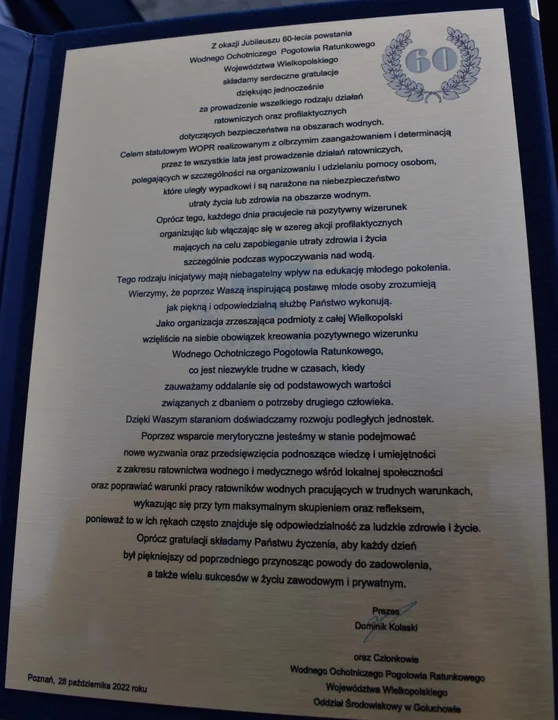 Z okazji Jubileuszu 60-lecia powstania
Wodnego Ochotniczego Pogotowia Ratunkowego
Województwa Wielkopolskiego
składamy serdeczne gratulacje
dziękując jednocześnie
za prowadzenie wszelkiego rodzaju działań
ratowniczych oraz profilaktycznych
dotyczących bezpieczeństwa na obszarach wodnych.
60
Celem statutowym WOPR realizowanym z olbrzymim zaangażowaniem i determinacją
przez te wszystkie lata jest prowadzenie działań ratowniczych,
polegających w szczególności na organizowaniu i udzielaniu pomocy osobom,
które uległy wypadkowi i są narażone na niebezpieczeństwo
utraty życia lub zdrowia na obszarze wodnym.
Oprócz tego, każdego dnia pracujecie na pozytywny wizerunek
organizując lub włączając się w szereg akcji profilaktycznych
mających na celu zapobieganie utraty zdrowia i życia
szczególnie podczas wypoczywania nad wodą.
Tego rodzaju inicjatywy mają niebagatelny wpływ na edukację młodego pokolenia.
Wierzymy, że poprzez Waszą inspirującą postawę młode osoby zrozumieją
jak piękną i odpowiedzialną służbę Państwo wykonują.
Jako organizacja zrzeszająca podmioty z całej Wielkopolski
wzięliście na siebie obowiązek kreowania pozytywnego wizerunku
Wodnego Ochotniczego Pogotowia Ratunkowego,
co jest niezwykle trudne w czasach, kiedy
zauważamy oddalanie się od podstawowych wartości
związanych z dbaniem o potrzeby drugiego człowieka.
Dzięki Waszym staraniom doświadczamy rozwoju podległych jednostek.
Poprzez wsparcie merytoryczne jesteśmy w stanie podejmować
nowe wyzwania oraz przedsięwzięcia podnoszące wiedzę i umiejętności
z zakresu ratownictwa wodnego i medycznego wśród lokalnej społeczności
oraz poprawiać warunki pracy ratowników wodnych pracujących w trudnych warunkach,
wykazując się przy tym maksymalnym skupieniem oraz refleksem,
ponieważ to w ich rękach często znajduje się odpowiedzialność za ludzkie zdrowie i życie.
Oprócz gratulacji składamy Państwu życzenia, aby każdy dzień
był piękniejszy od poprzedniego przynosząc powody do zadowolenia,
a także wielu sukcesów w życiu zawodowym i prywatnym.
Prezes
Dominik Kolaski
oraz Członkowie
Wodnego Ochotniczego Pogotowia Ratunkowego
Województwa Wielkopolskiego
Oddział Środowiskowy w Gołuchowie
Poznań, 28 października 2022 roku